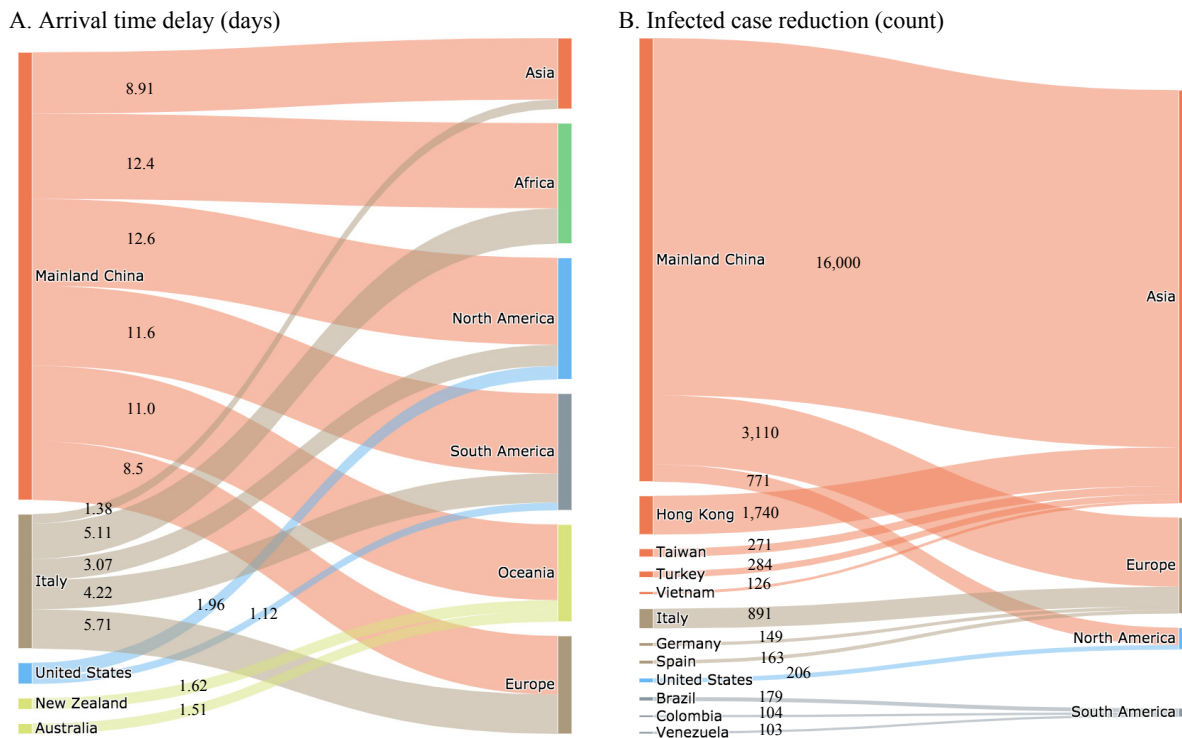 A. Arrival time delay (days)
8.91
12.4
12.6
Mainland China
11.6
11.0
8.5
1.38
5.11
3.07
Italy
4.22
5.71
1.96
1.12
United States
1.62
New Zealand
1.51
Australia
Asia
Africa
North America
South America
Oceania
Europe
B. Infected case reduction (count)
Mainland China
16,000
3,110
771
Hong Kong
1,740
Taiwan
271
Turkey
284
Vietnam
126
Italy
891
Germany
149
Spain
163
United States
206
Brazil
179
Colombia
104
Venezuela
103
Asia
Europe
North America
South America